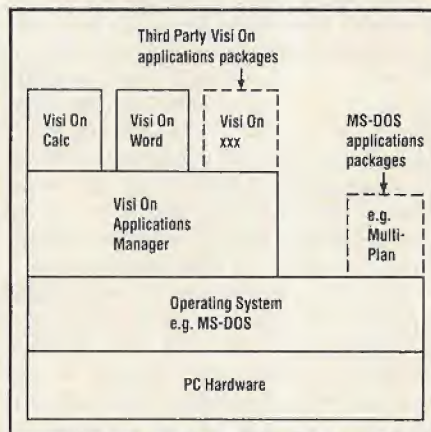 Third Party Visi On
applications packages
Visi On
Calc
Visi On
Word
Visi On
xxx
MS-DOS
applications
packages
Visi On
Applications
Manager
e.g.
Multi-
Plan
Operating System
e.g. MS-DOS
PC Hardware